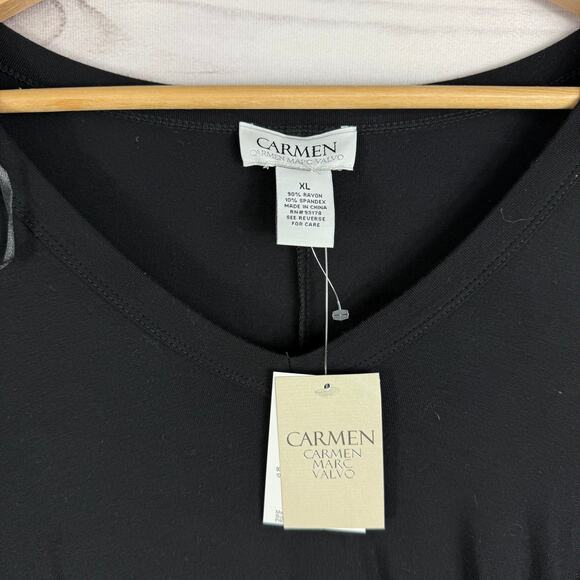 CARMEN
CARMEN MARC VALVO
XL
90% RAYON
10% SPANDEX
MADE IN CHINA
RN# 93178
SEE REVERSE
FOR CARE
CARMEN
CARMEN
MARC
VALVO